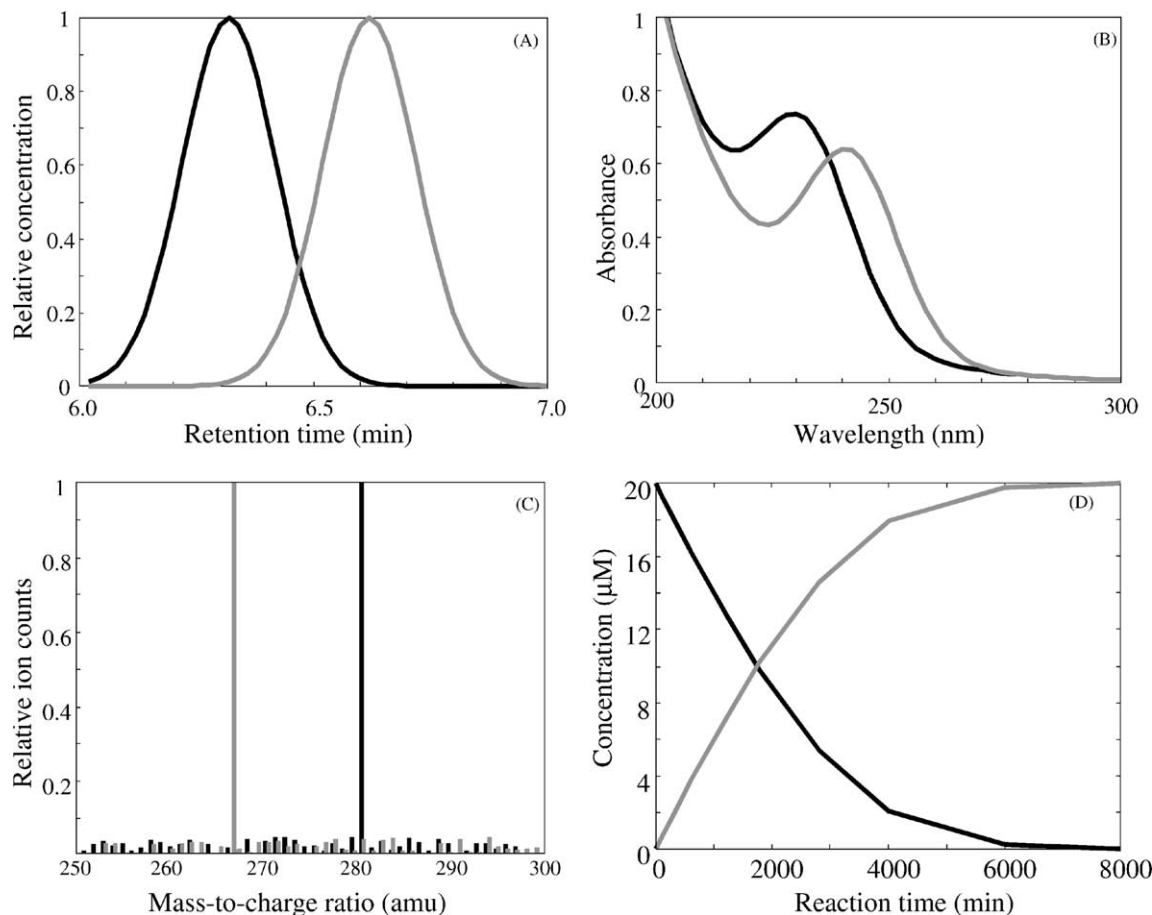 (A)
Relative concentration
1
0.8
0.6
0.4
0.2
0
6.0 6.5 7.0
Retention time (min)
(B)
Absorbance
1
0.8
0.6
0.4
0.2
0
200 250 300
Wavelength (nm)
(C)
Relative ion counts
1
0.8
0.6
0.4
0.2
250 260 270 280 290 300
Mass-to-charge ratio (amu)
(D)
Concentration (μM)
20
16
12
8
4
0
0 2000 4000 6000 8000
Reaction time (min)